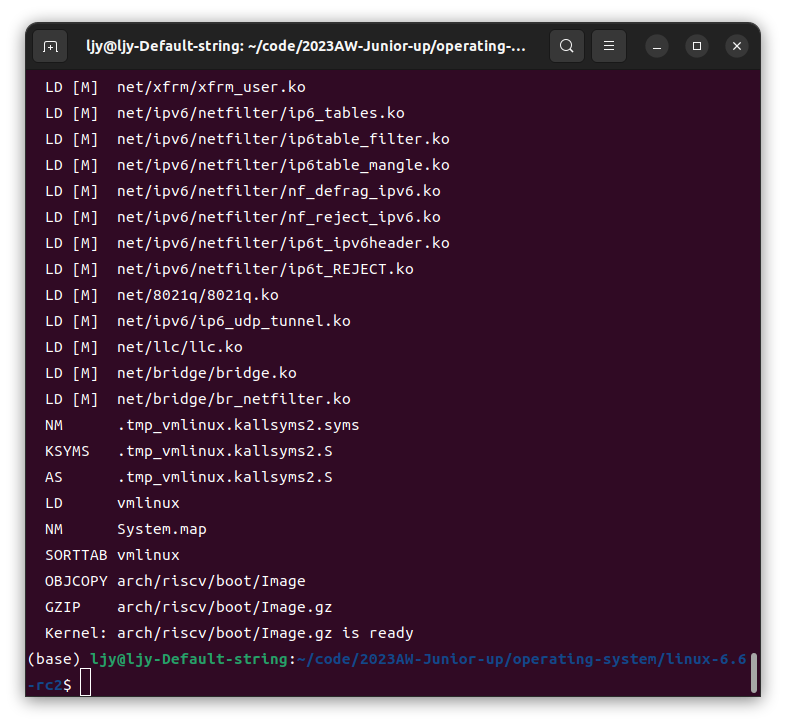 ljy@ljy-Default-string: ~/code/2023AW-Junior-up/operating-...
LD [M]  net/xfrm/xfrm_user.ko
LD [M]  net/ipv6/netfilter/ip6_tables.ko
LD [M]  net/ipv6/netfilter/ip6table_filter.ko
LD [M]  net/ipv6/netfilter/ip6table_mangle.ko
LD [M]  net/ipv6/netfilter/nf_defrag_ipv6.ko
LD [M]  net/ipv6/netfilter/nf_reject_ipv6.ko
LD [M]  net/ipv6/netfilter/ip6t_ipv6header.ko
LD [M]  net/ipv6/netfilter/ip6t_REJECT.ko
LD [M]  net/8021q/8021q.ko
LD [M]  net/ipv6/ip6_udp_tunnel.ko
LD [M]  net/llc/llc.ko
LD [M]  net/bridge/bridge.ko
LD [M]  net/bridge/br_netfilter.ko
NM      .tmp_vmlinux.kallsyms2.syms
KSYMS   .tmp_vmlinux.kallsyms2.S
AS      .tmp_vmlinux.kallsyms2.S
LD      vmlinux
NM      System.map
SORTTAB vmlinux
OBJCOPY arch/riscv/boot/Image
GZIP    arch/riscv/boot/Image.gz
Kernel: arch/riscv/boot/Image.gz is ready
(base) ljy@ljy-Default-string:~/code/2023AW-Junior-up/operating-system/linux-6.6
-rc2$